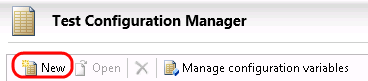 Test Configuration Manager
New Open Manage configuration variables